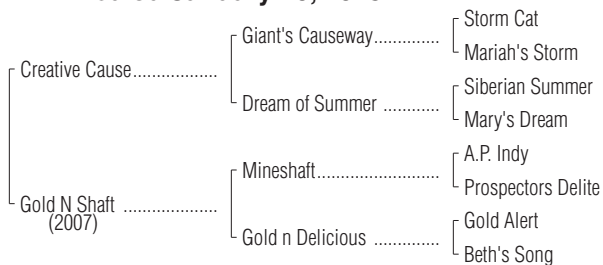 Storm Cat
Giant's Causeway..............
Mariah's Storm
Creative Cause..................
Siberian Summer
Dream of Summer ............
Mary's Dream
A.P. Indy
Mineshaft..........................
Prospectors Delite
Gold N Shaft ....................
(2007)
Gold Alert
Gold n Delicious ..............
Beth's Song